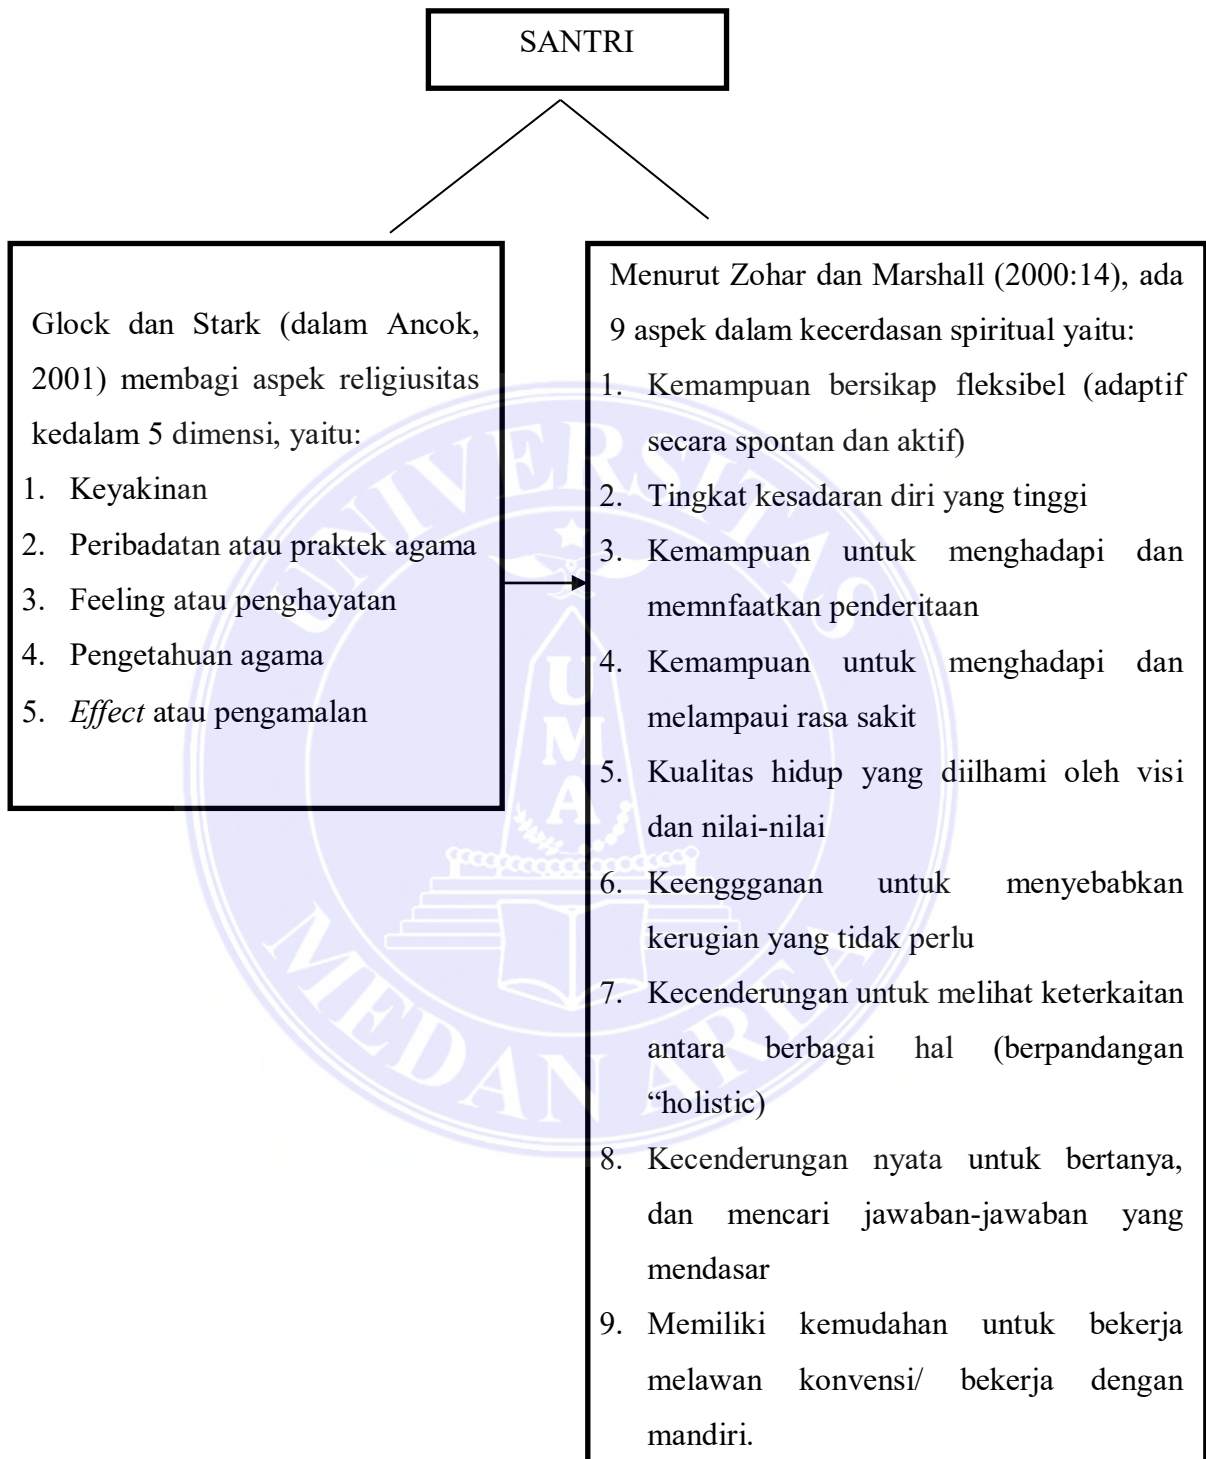 SANTRI
Glock dan Stark (dalam Ancok,
2001) membagi aspek religiusitas
kedalam 5 dimensi, yaitu:
1. Keyakinan
2. Peribadatan atau praktek agama
3. Feeling atau penghayatan
4. Pengetahuan agama
5. Effect atau pengamalan
Menurut Zohar dan Marshall (2000:14), ada
9 aspek dalam kecerdasan spiritual yaitu:
1. Kemampuan bersikap fleksibel (adaptif
secara spontan dan aktif)
2. Tingkat kesadaran diri yang tinggi
3. Kemampuan untuk menghadapi dan
memnfaatkan penderitaan
4. Kemampuan untuk menghadapi dan
melampaui rasa sakit
5. Kualitas hidup yang diilhami oleh visi
dan nilai-nilai
6. Keenggganan untuk menyebabkan
kerugian yang tidak perlu
7. Kecenderungan untuk melihat keterkaitan
antara berbagai hal (berpandangan
“holistic)
8. Kecenderungan nyata untuk bertanya,
dan mencari jawaban-jawaban yang
mendasar
9. Memiliki kemudahan untuk bekerja
melawan konvensi/ bekerja dengan
mandiri.
UNIVERSITAS
UMA
MEDAN AREA